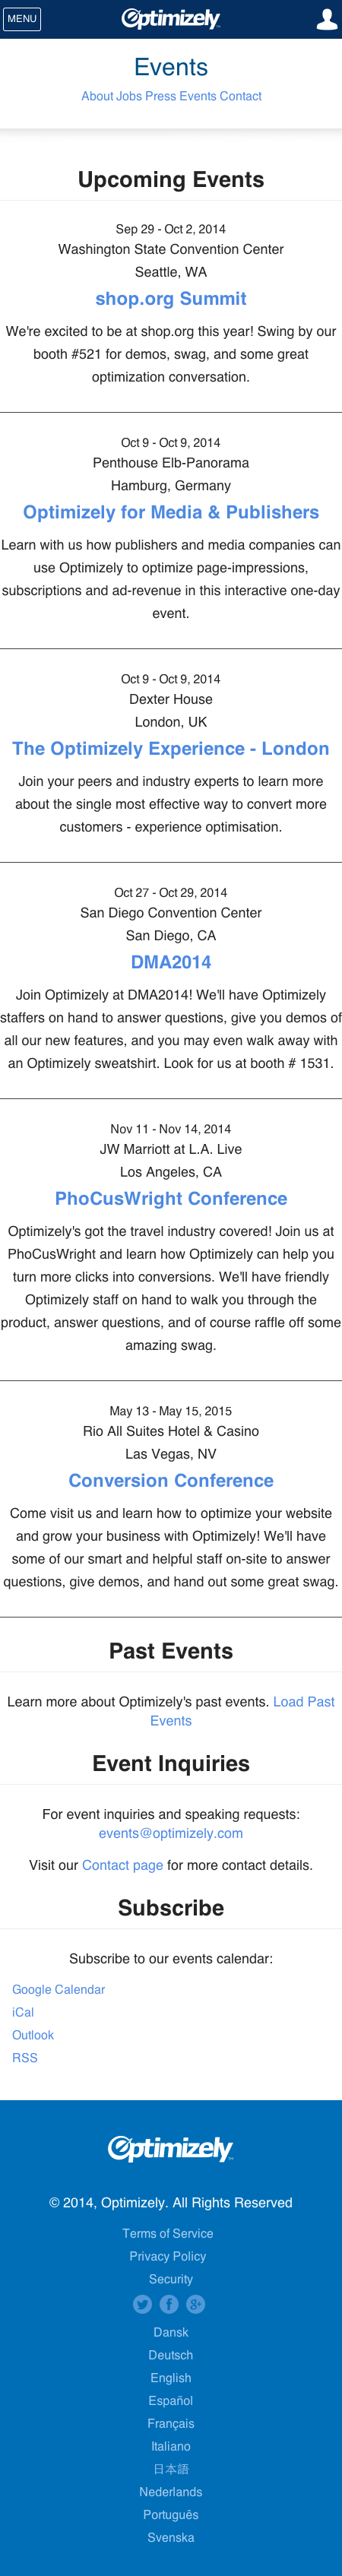 MENU
Optimizely
Events
About Jobs Press Events Contact
Upcoming Events
Sep 29 - Oct 2, 2014
Washington State Convention Center
Seattle, WA
shop.org Summit
We're excited to be at shop.org this year! Swing by our
booth #521 for demos, swag, and some great
optimization conversation.
Oct 9 - Oct 9, 2014
Penthouse Elb-Panorama
Hamburg, Germany
Optimizely for Media & Publishers
Learn with us how publishers and media companies can
use Optimizely to optimize page-impressions,
subscriptions and ad-revenue in this interactive one-day
event.
Oct 9 - Oct 9, 2014
Dexter House
London, UK
The Optimizely Experience - London
Join your peers and industry experts to learn more
about the single most effective way to convert more
customers - experience optimisation.
Oct 27 - Oct 29, 2014
San Diego Convention Center
San Diego, CA
DMA2014
Join Optimizely at DMA2014! We'll have Optimizely
staffers on hand to answer questions, give you demos of
all our new features, and you may even walk away with
an Optimizely sweatshirt. Look for us at booth # 1531.
Nov 11 - Nov 14, 2014
JW Marriott at L.A. Live
Los Angeles, CA
PhoCusWright Conference
Optimizely's got the travel industry covered! Join us at
PhoCusWright and learn how Optimizely can help you
turn more clicks into conversions. We'll have friendly
Optimizely staff on hand to walk you through the
product, answer questions, and of course raffle off some
amazing swag.
May 13 - May 15, 2015
Rio All Suites Hotel & Casino
Las Vegas, NV
Conversion Conference
Come visit us and learn how to optimize your website
and grow your business with Optimizely! We'll have
some of our smart and helpful staff on-site to answer
questions, give demos, and hand out some great swag.
Past Events
Learn more about Optimizely's past events. Load Past
Events
Event Inquiries
For event inquiries and speaking requests:
events@optimizely.com
Visit our Contact page for more contact details.
Subscribe
Subscribe to our events calendar:
Google Calendar
iCal
Outlook
RSS
Optimizely
© 2014, Optimizely. All Rights Reserved
Terms of Service
Privacy Policy
Security
Dansk
Deutsch
English
Español
Français
Italiano
日本語
Nederlands
Português
Svenska